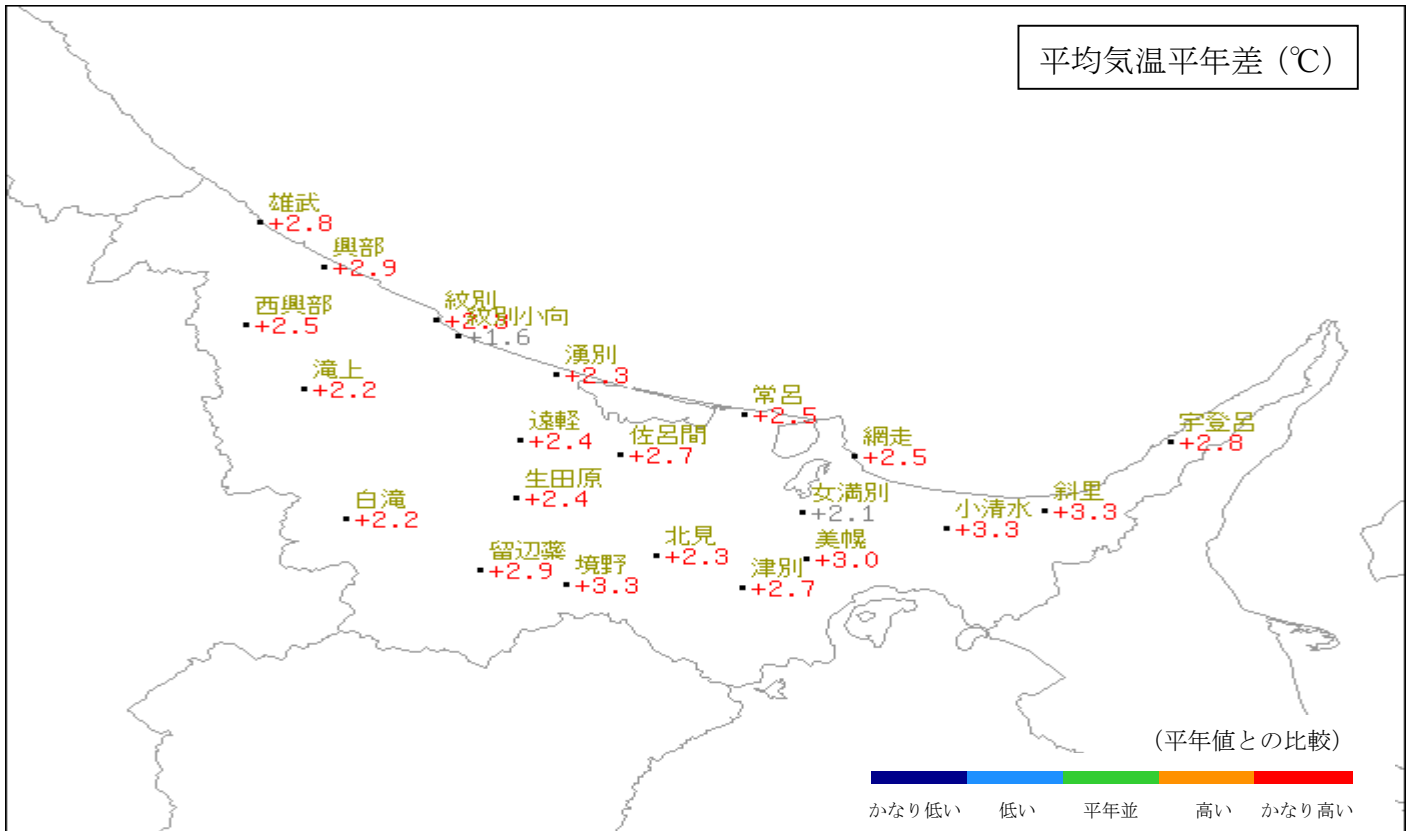 平均気温平年差（℃）
雄武
+2.8
興部
+2.9
西興部
+2.5
紋別
紋別小向
+1.6
滝上
+2.2
湧別
+2.3
常呂
+2.5
遠軽
+2.4
佐呂間
+2.7
網走
+2.5
宇登呂
+2.8
生田原
+2.4
白滝
+2.2
女満別
+2.1
小清水
+3.3
斜里
+3.3
留辺蘂
+2.9
境野
+3.3
北見
+2.3
美幌
+3.0
津別
+2.7
（平年値との比較）
かなり低い 低い 平年並 高い かなり高い